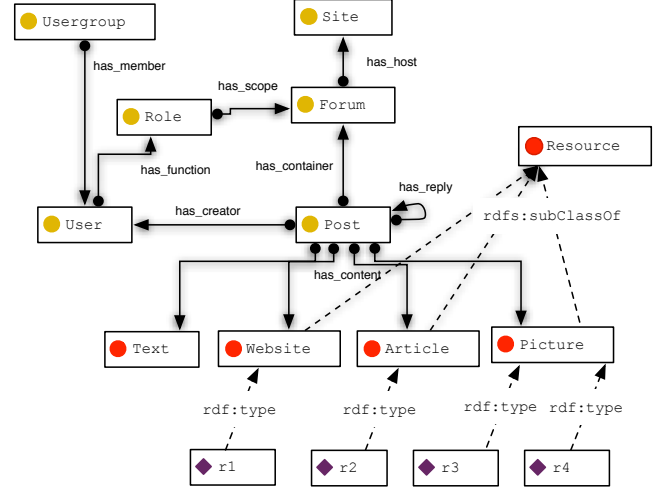 Usergroup
Site
has_member
has_host
has_scope
Role
Forum
Resource
has_function
has_container
has_reply
User
has_creator
Post
rdfs:subClassOf
has_content
Text
Website
Article
Picture
rdf:type
rdf:type
rdf:type
rdf:type
r1
r2
r3
r4